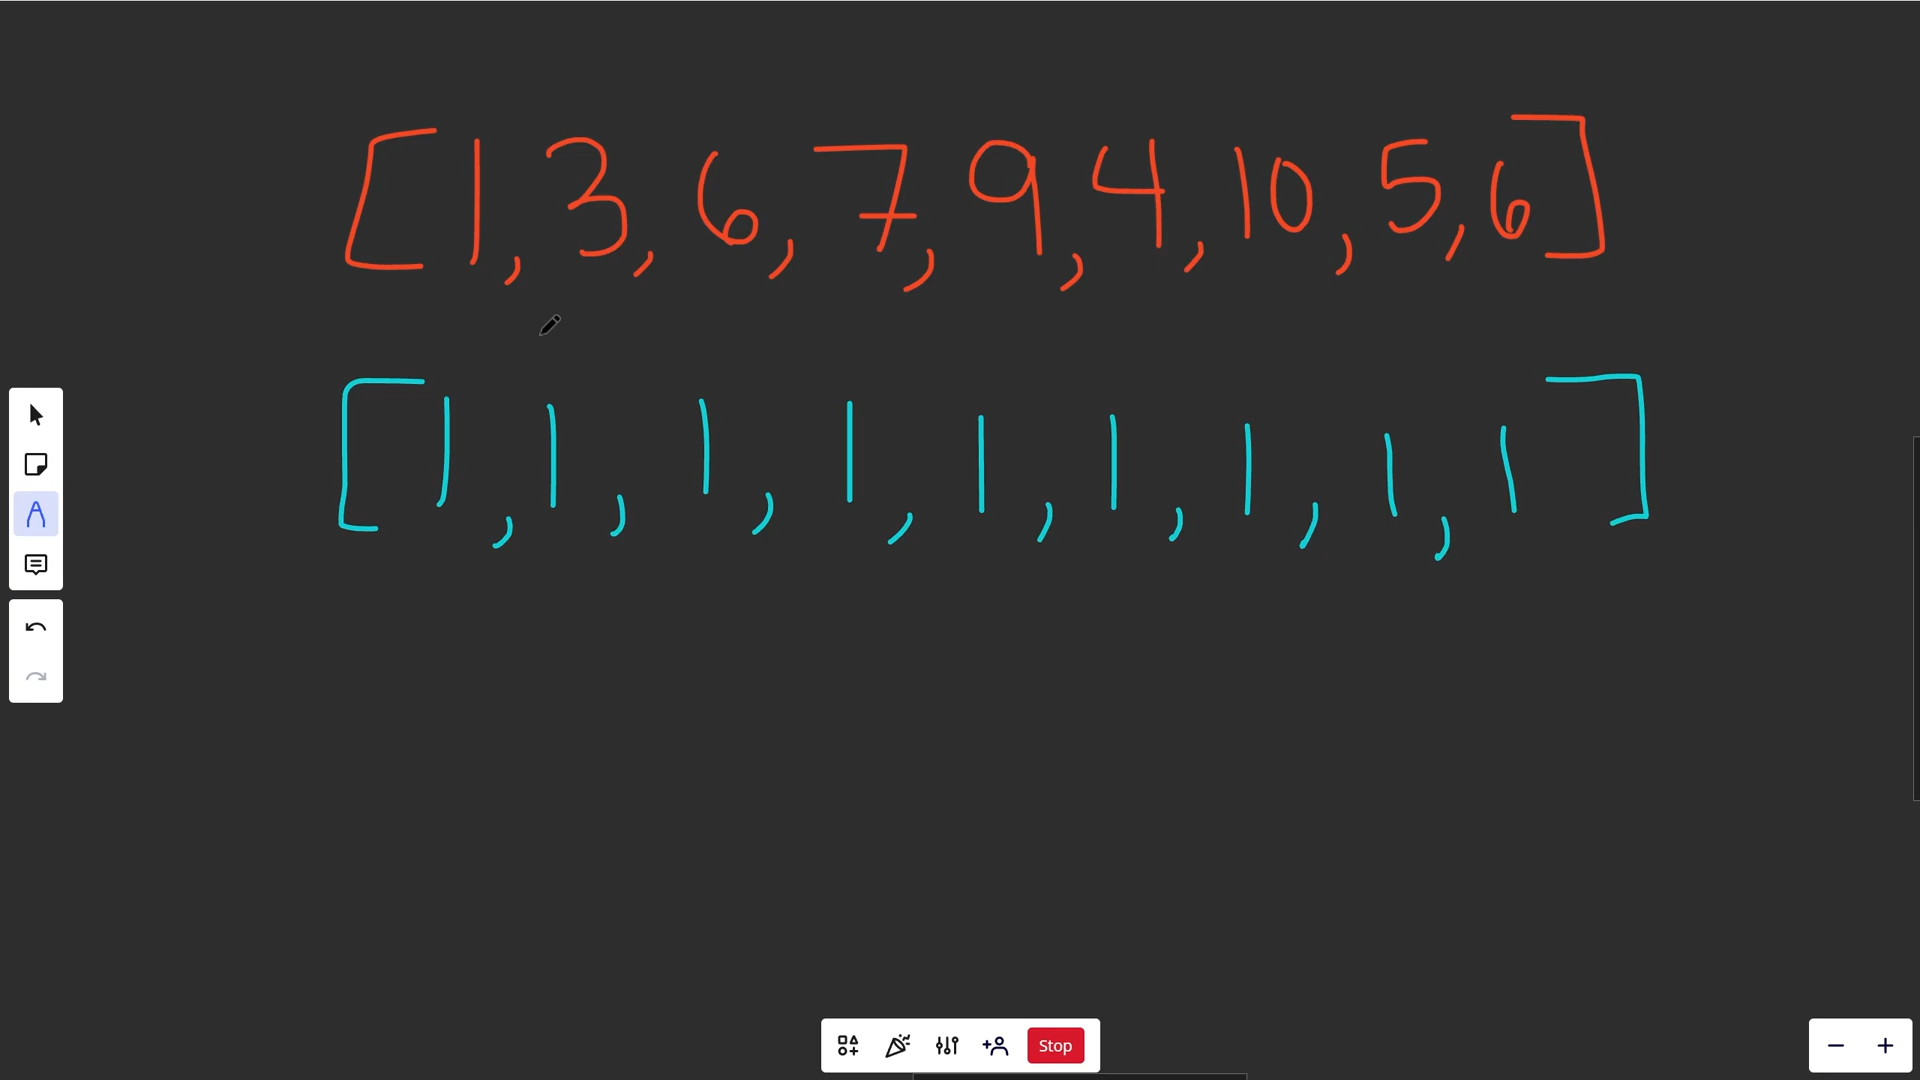 [1, 3, 6, 7, 9, 4, 10, 5, 6]
[1, 1, 1, 1, 1, 1, 1, 1, 1]
Stop